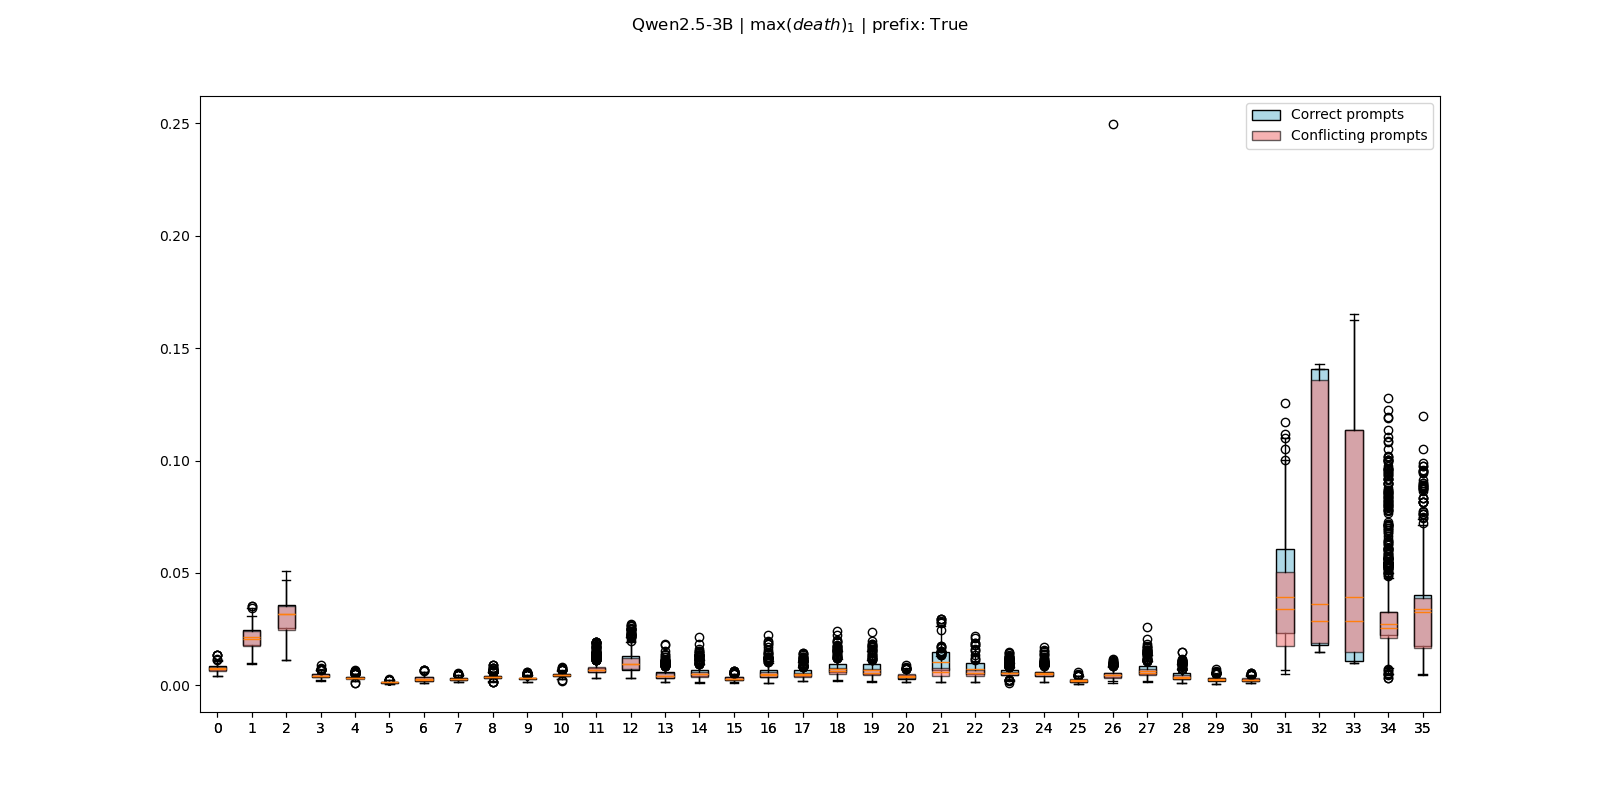 Qwen2.5-3B | max(death)₁ | prefix: True
Correct prompts
Conflicting prompts
0.25
0.20
0.15
0.10
0.05
0.00
0 1 2 3 4 5 6 7 8 9 10 11 12 13 14 15 16 17 18 19 20 21 22 23 24 25 26 27 28 29 30 31 32 33 34 35